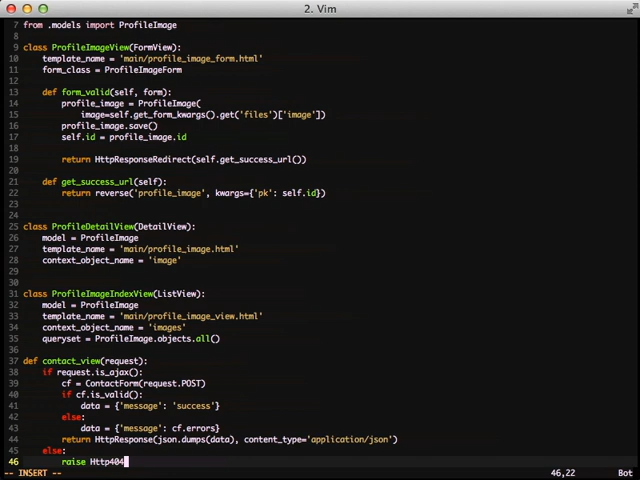 2. Vim
7 from .models import ProfileImage
8
9 class ProfileImageView(FormView):
10     template_name = 'main/profile_image_form.html'
11     form_class = ProfileImageForm
12
13     def form_valid(self, form):
14         profile_image = ProfileImage(
15             image=self.get_form_kwargs().get('files')['image'])
16         profile_image.save()
17         self.id = profile_image.id
18
19         return HttpResponseRedirect(self.get_success_url())
20
21     def get_success_url(self):
22         return reverse('profile_image', kwargs={'pk': self.id})
23
24
25 class ProfileDetailView(DetailView):
26     model = ProfileImage
27     template_name = 'main/profile_image.html'
28     context_object_name = 'image'
29
30
31 class ProfileImageIndexView(ListView):
32     model = ProfileImage
33     template_name = 'main/profile_image_view.html'
34     context_object_name = 'images'
35     queryset = ProfileImage.objects.all()
36
37 def contact_view(request):
38     if request.is_ajax():
39         cf = ContactForm(request.POST)
40         if cf.is_valid():
41             data = {'message': 'success'}
42         else:
43             data = {'message': cf.errors}
44         return HttpResponse(json.dumps(data), content_type='application/json')
45     else:
46         raise Http404
-- INSERT -- 46,22 Bot